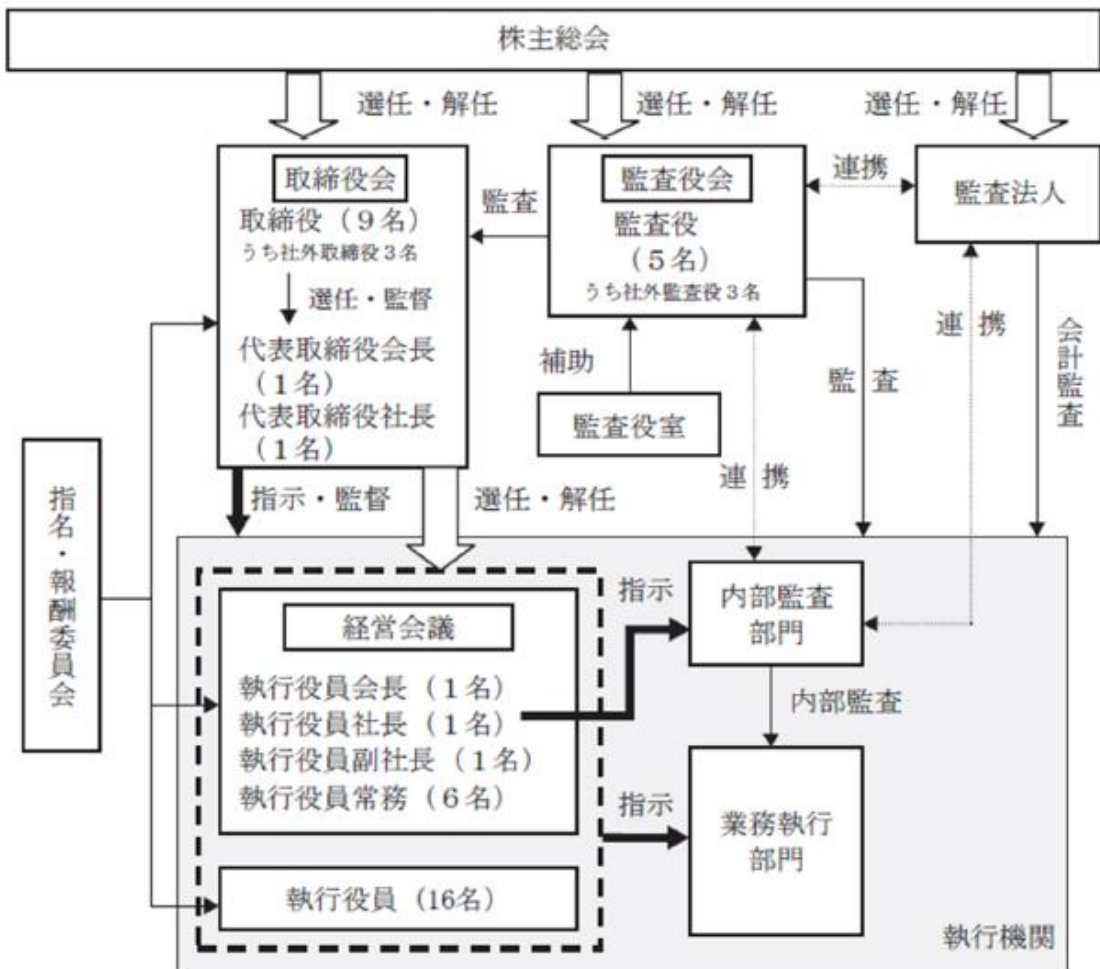 株主総会
選任・解任
選任・解任
選任・解任
取締役会
取締役（9名）
うち社外取締役3名
選任・監督
代表取締役会長
（1名）
代表取締役社長
（1名）
監査
監査役会
監査役
（5名）
うち社外監査役3名
連携
監査法人
補助
監査役室
監査
連携
連携
会計監査
指名・報酬委員会
指示・監督
選任・解任
経営会議
執行役員会長（1名）
執行役員社長（1名）
執行役員副社長（1名）
執行役員常務（6名）
執行役員（16名）
指示
内部監査
部門
内部監査
指示
業務執行
部門
執行機関